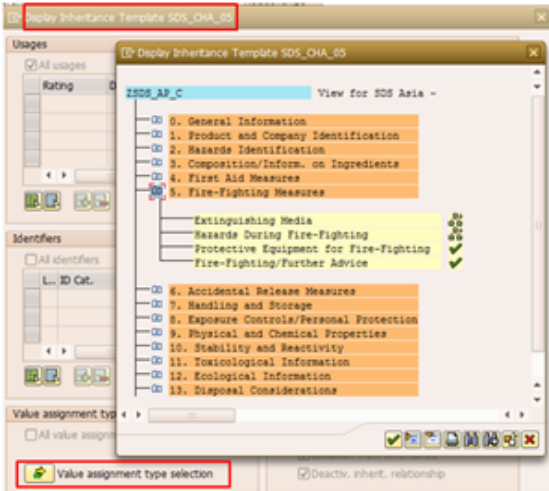 Display Inheritance Template SDS_CHA_05
Usages
All usages
Rating
Display Inheritance Template SDS_CHA_05
ZSDS_AP_C View for SDS Asia -
0. General Information
1. Product and Company Identification
2. Hazards Identification
3. Composition/Inform. on Ingredients
4. First Aid Measures
5. Fire-Fighting Measures
Extinguishing Media
Hazards During Fire-Fighting
Protective Equipment for Fire-Fighting
Fire-Fighting/Further Advice
6. Accidental Release Measures
7. Handling and Storage
8. Exposure Controls/Personal Protection
9. Physical and Chemical Properties
10. Stability and Reactivity
11. Toxicological Information
12. Ecological Information
13. Disposal Considerations
Identifiers
All identifiers
L.. ID Cat.
Value assignment typ
All value assignm
Value assignment type selection
Deactiv. inherit. relationship